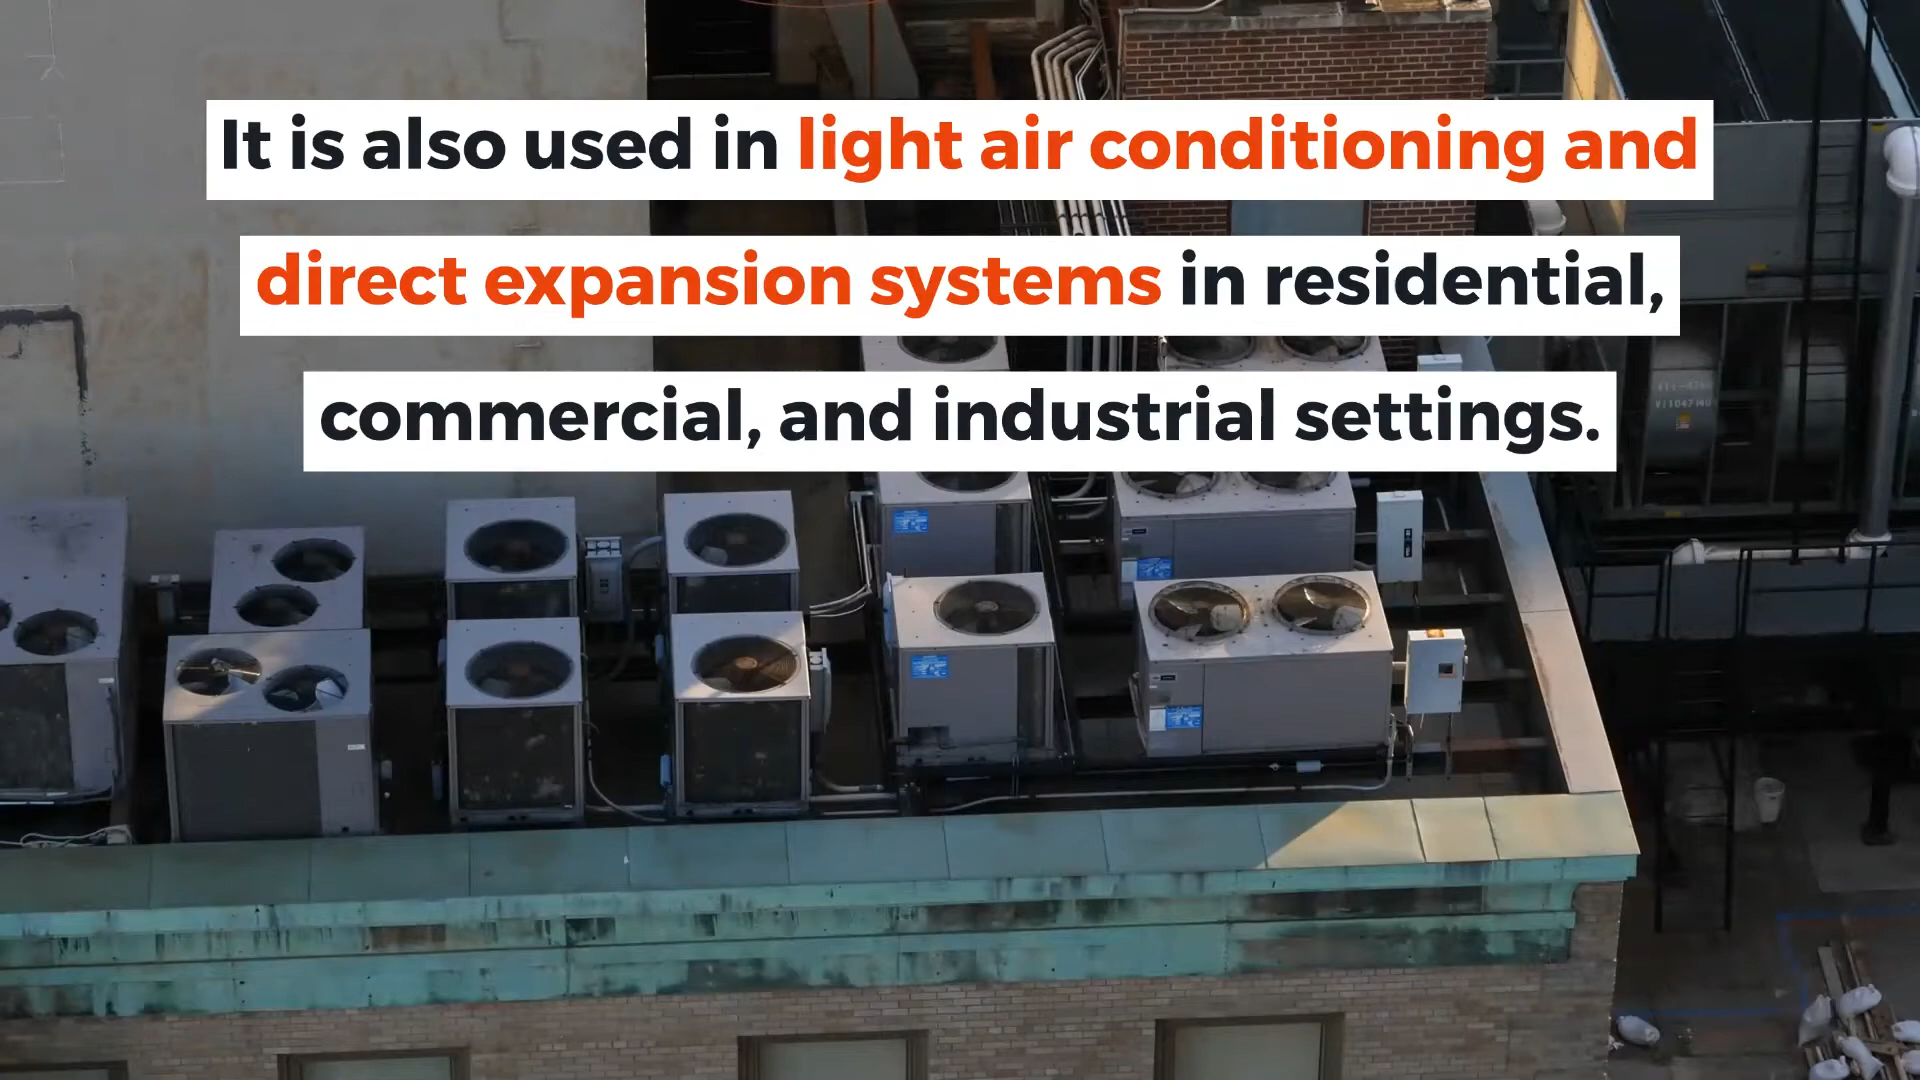 It is also used in light air conditioning and
direct expansion systems in residential,
commercial, and industrial settings.